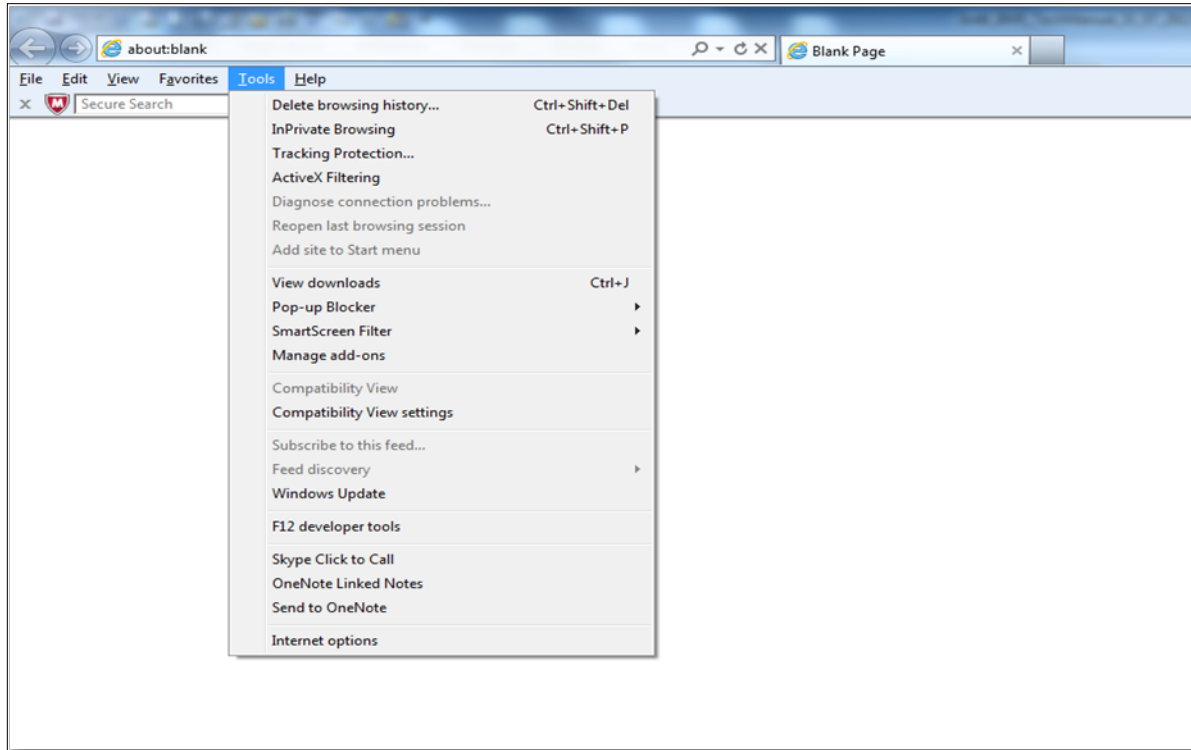 about:blank
Blank Page
File Edit View Favorites Tools Help
Secure Search
Delete browsing history... Ctrl+Shift+Del
InPrivate Browsing Ctrl+Shift+P
Tracking Protection...
ActiveX Filtering
Diagnose connection problems...
Reopen last browsing session
Add site to Start menu
View downloads Ctrl+J
Pop-up Blocker
SmartScreen Filter
Manage add-ons
Compatibility View
Compatibility View settings
Subscribe to this feed...
Feed discovery
Windows Update
F12 developer tools
Skype Click to Call
OneNote Linked Notes
Send to OneNote
Internet options